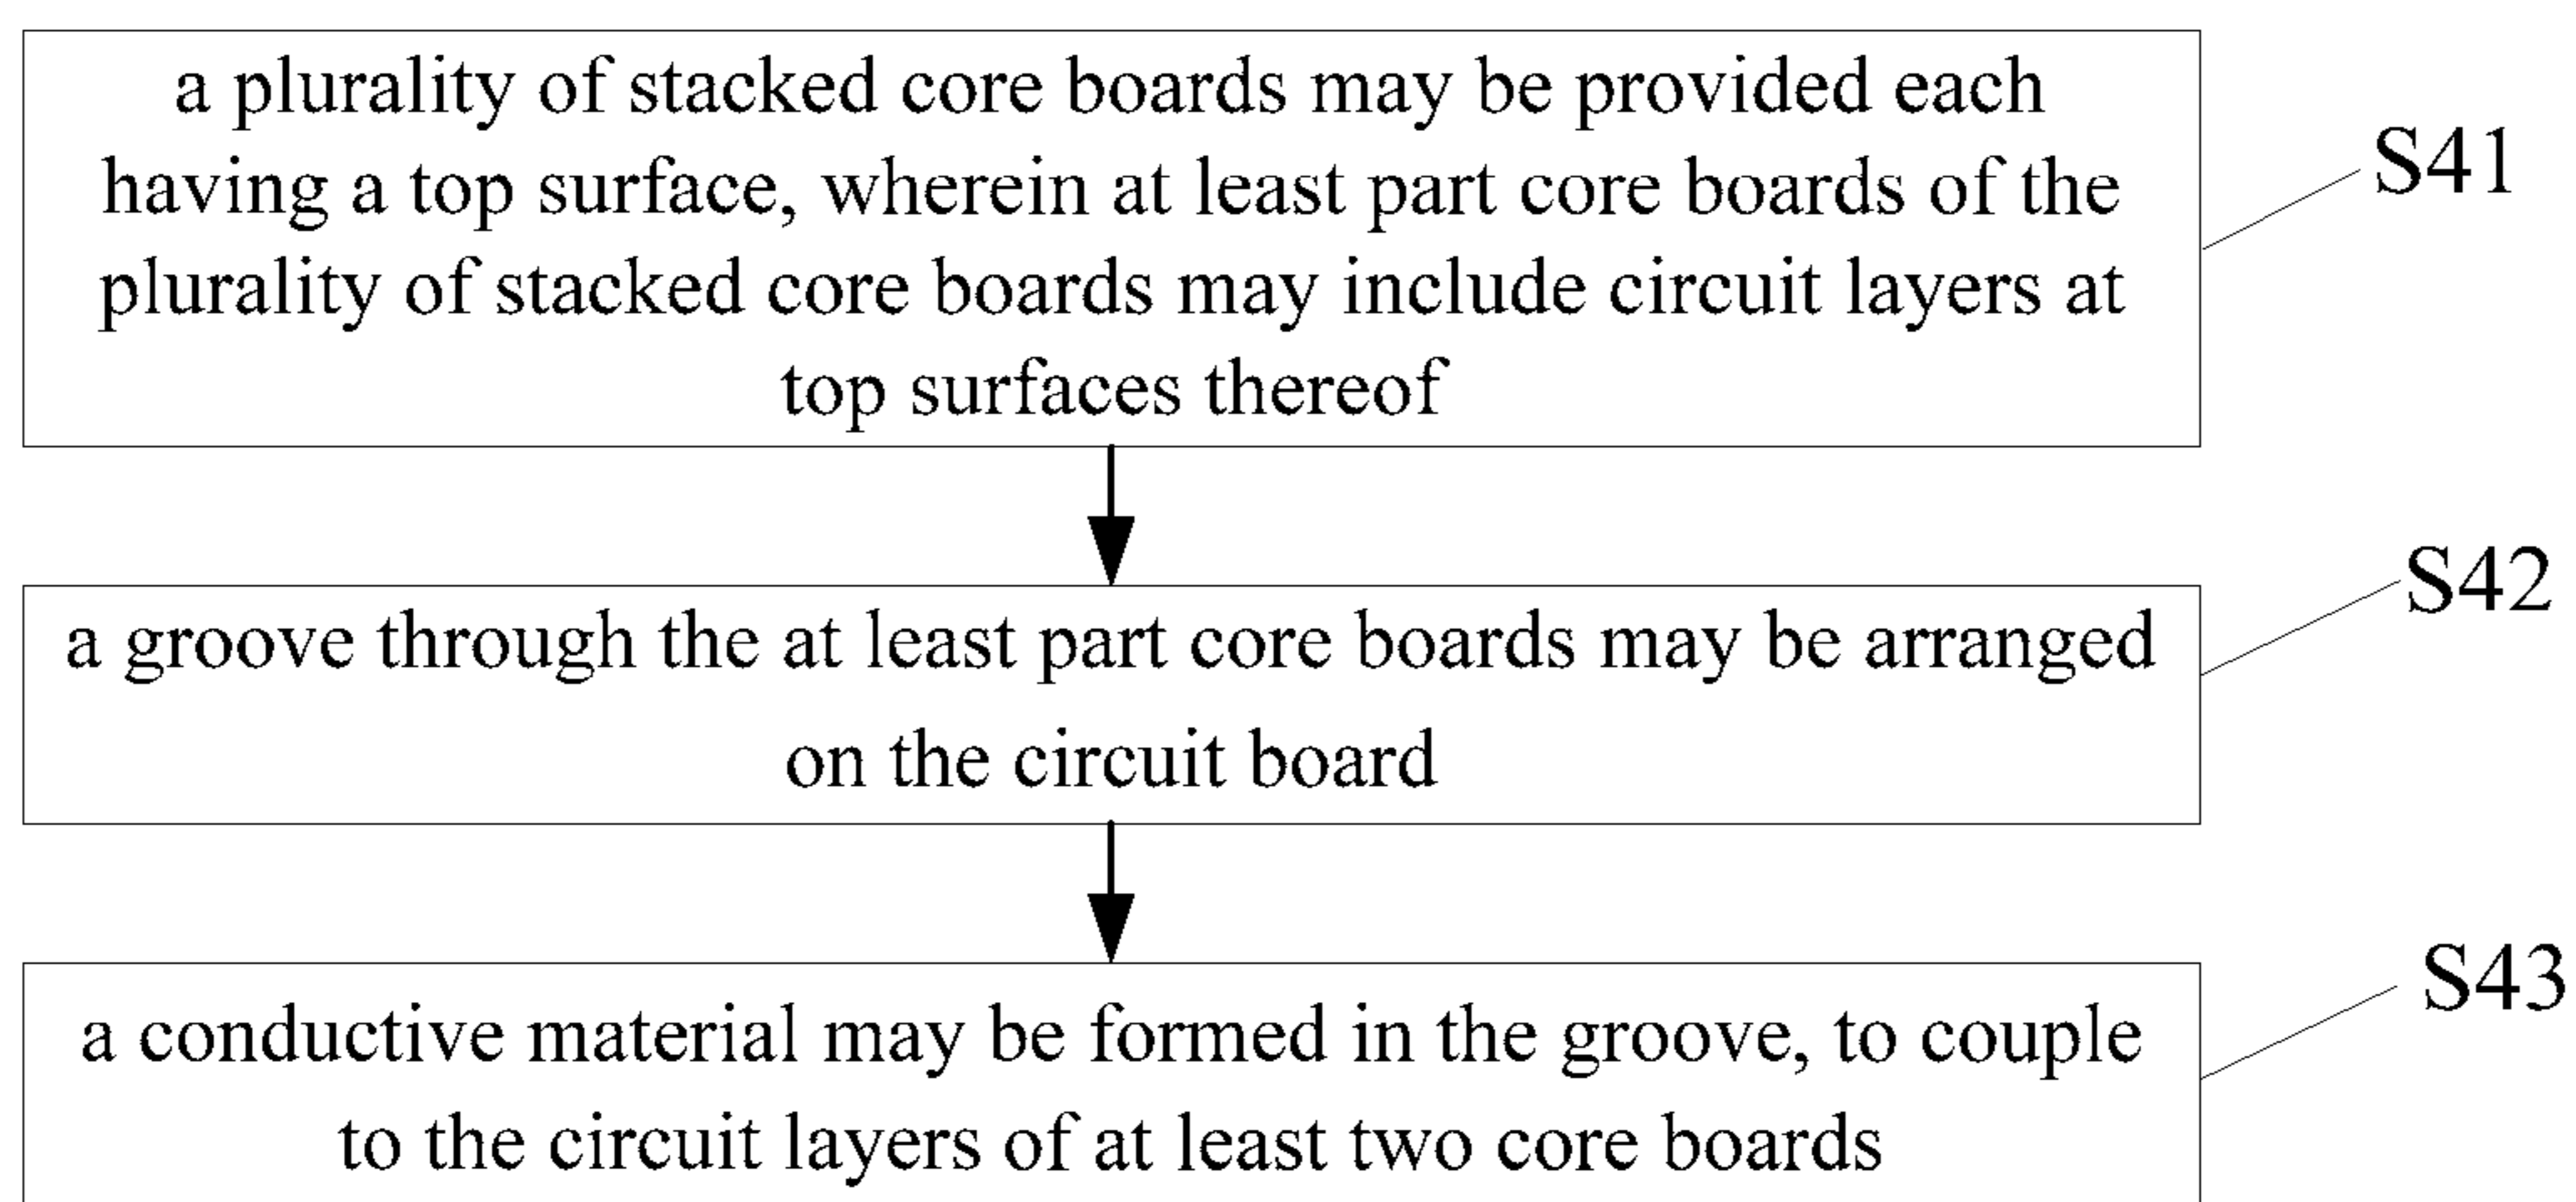 a plurality of stacked core boards may be provided each
having a top surface, wherein at least part core boards of the
plurality of stacked core boards may include circuit layers at
top surfaces thereof
S41
a groove through the at least part core boards may be arranged
on the circuit board
S42
a conductive material may be formed in the groove, to couple
to the circuit layers of at least two core boards
S43